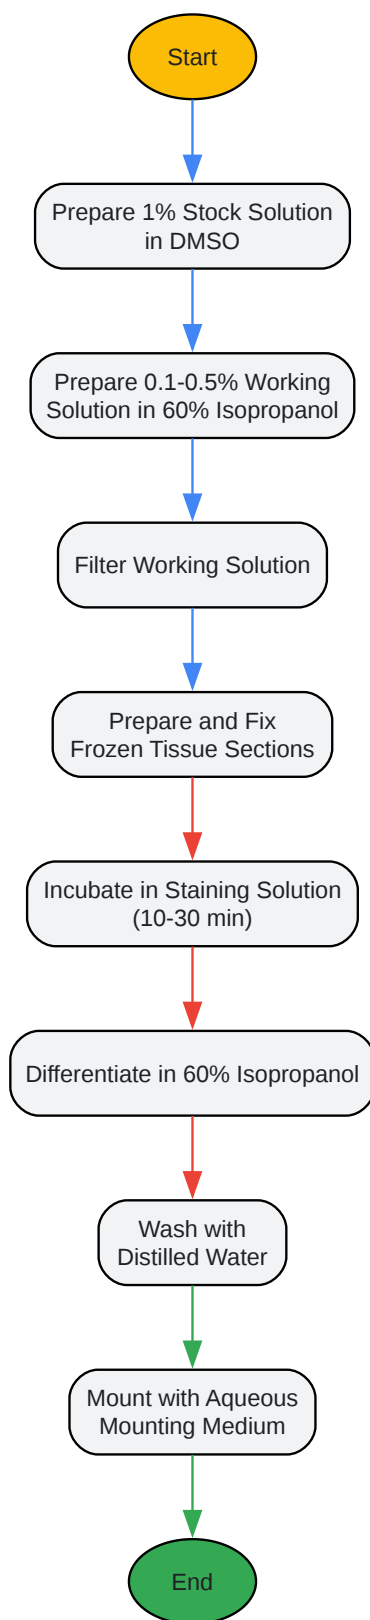 Start
Prepare 1% Stock Solution
in DMSO
Prepare 0.1-0.5% Working
Solution in 60% Isopropanol
Filter Working Solution
Prepare and Fix
Frozen Tissue Sections
Incubate in Staining Solution
(10-30 min)
Differentiate in 60% Isopropanol
Wash with
Distilled Water
Mount with Aqueous
Mounting Medium
End